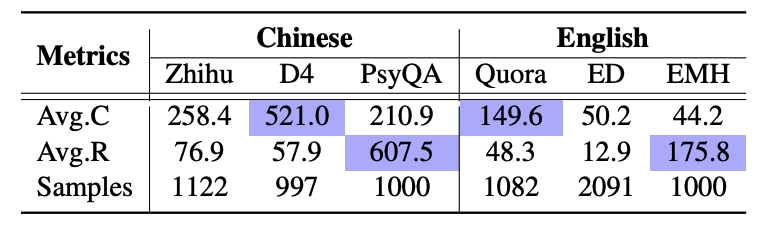 Metrics Chinese English
Zhihu D4 PsyQA Quora ED EMH
Avg.C 258.4 521.0 210.9 149.6 50.2 44.2
Avg.R 76.9 57.9 607.5 48.3 12.9 175.8
Samples 1122 997 1000 1082 2091 1000